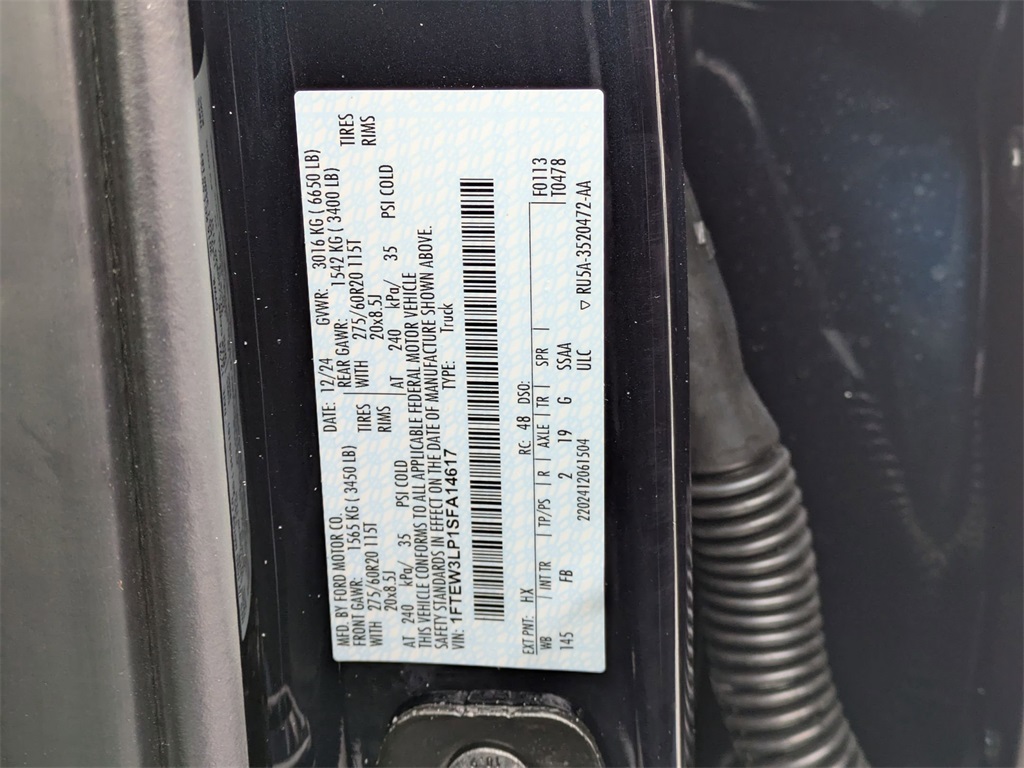 MFD. BY FORD MOTOR CO. DATE: 12/24 GVWR: 3016 KG ( 6650 LB)
FRONT GAWR: 1565 KG ( 3450 LB) REAR GAWR: 1542 KG ( 3400 LB)
WITH 275/60R20 115T TIRES WITH 275/60R20 115T TIRES
20x8.5J RIMS 20x8.5J RIMS
AT 240 kPa/ 35 PSI COLD AT 240 kPa/ 35 PSI COLD
THIS VEHICLE CONFORMS TO ALL APPLICABLE FEDERAL MOTOR VEHICLE
SAFETY STANDARDS IN EFFECT ON THE DATE OF MANUFACTURE SHOWN ABOVE.
VIN: 1FTEW3LP1SFA14617 TYPE: Truck
EXT PNT: HX RC: 48 DSO: F0113
WB / INT TR | TP/PS | R | AXLE | TR | SPR | T0478
145 FB 2 19 G SSAA
220241206150​4 ULC ▽ RU5A-3520472-AA